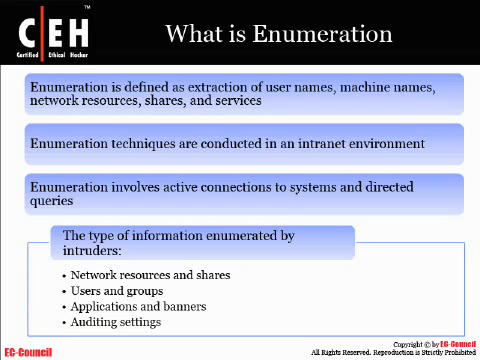 C|EH
Certified Ethical Hacker
What is Enumeration
Enumeration is defined as extraction of user names, machine names,
network resources, shares, and services
Enumeration techniques are conducted in an intranet environment
Enumeration involves active connections to systems and directed
queries
The type of information enumerated by
intruders:
• Network resources and shares
• Users and groups
• Applications and banners
• Auditing settings
EC-Council
Copyright © by EC-Council
All Rights Reserved. Reproduction is Strictly Prohibited